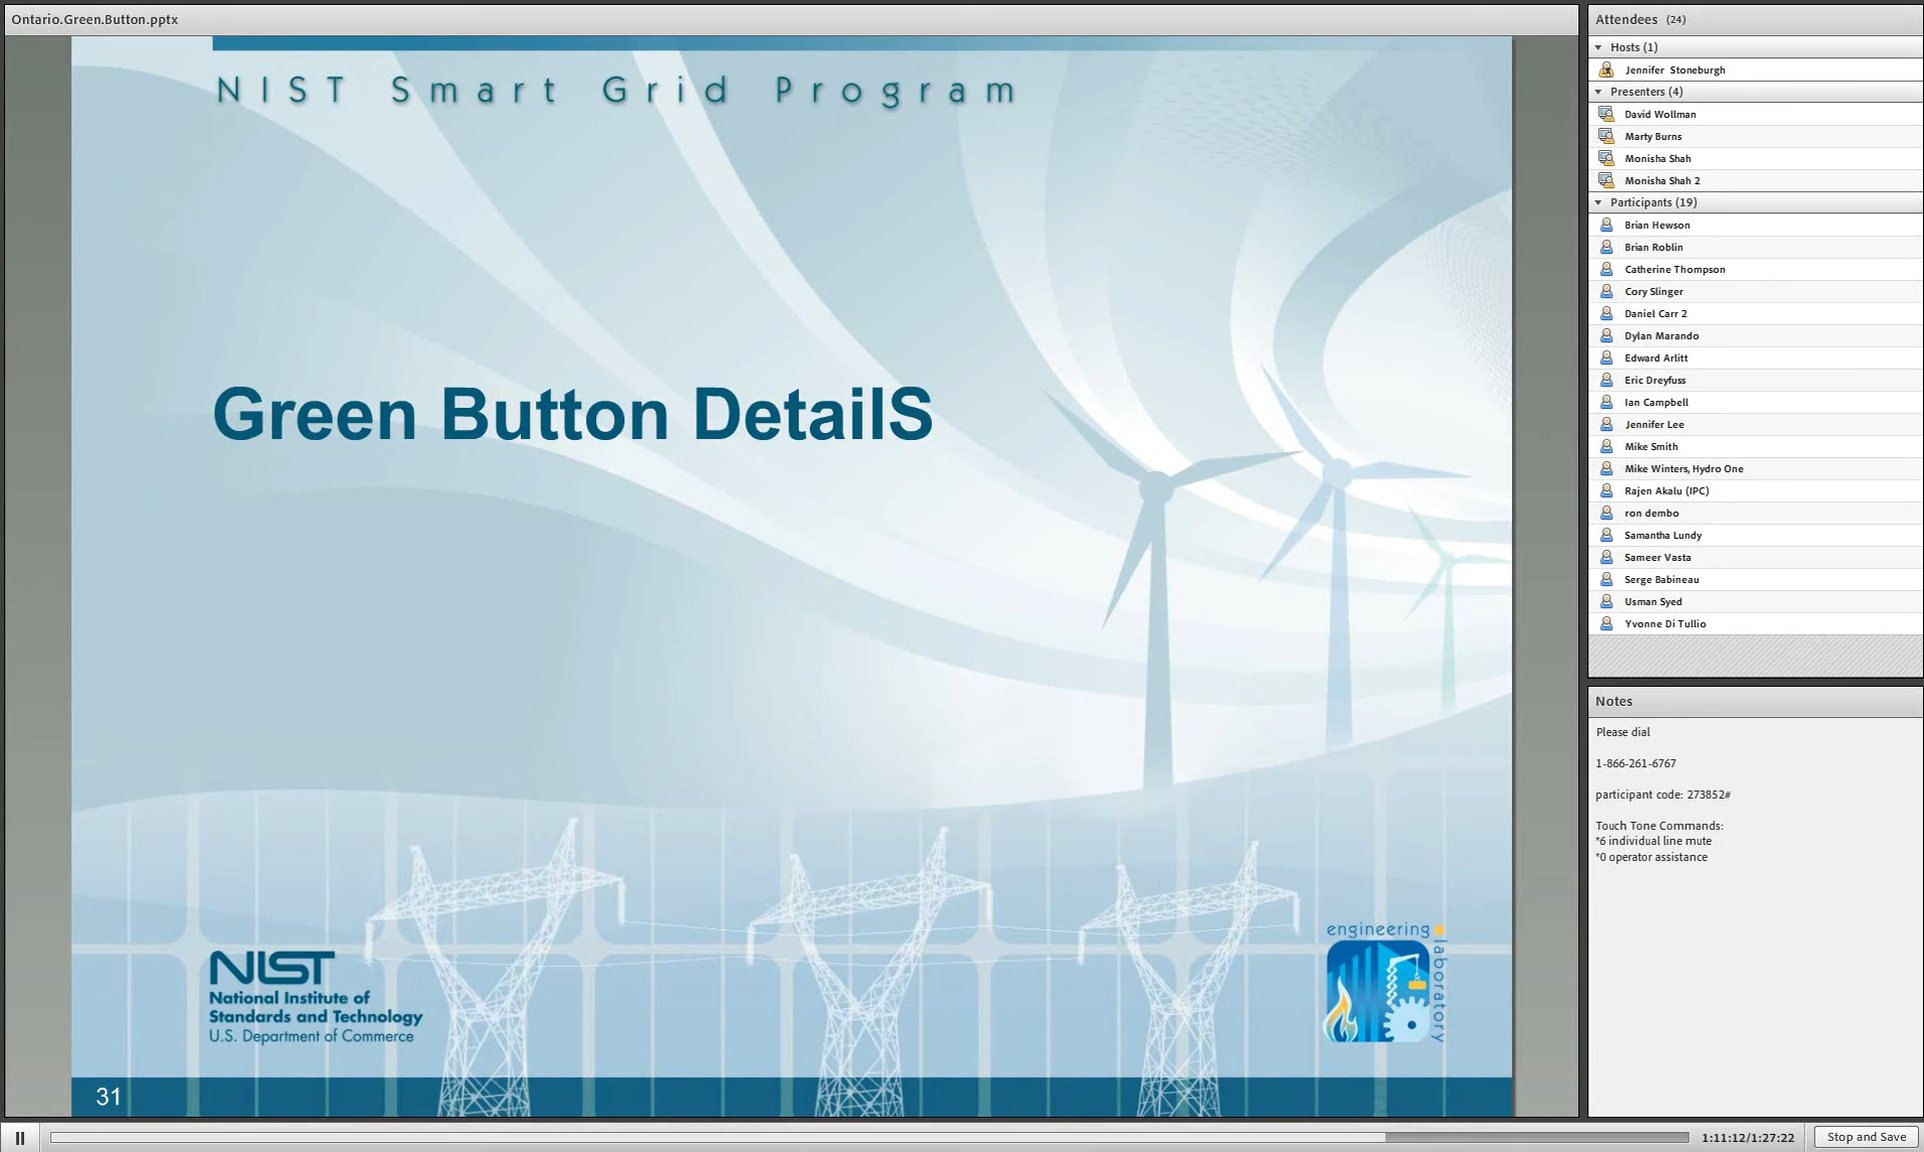 Ontario.Green.Button.pptx
NIST Smart Grid Program
Green Button DetailS
NIST
National Institute of
Standards and Technology
U.S. Department of Commerce
engineering
laboratory
31
Attendees (24)
Hosts (1)
Jennifer Stoneburgh
Presenters (4)
David Wollman
Marty Burns
Monisha Shah
Monisha Shah 2
Participants (19)
Brian Hewson
Brian Roblin
Catherine Thompson
Cory Slinger
Daniel Carr 2
Dylan Marando
Edward Arlitt
Eric Dreyfuss
Ian Campbell
Jennifer Lee
Mike Smith
Mike Winters, Hydro One
Rajen Akalu (IPC)
ron dembo
Samantha Lundy
Sameer Vasta
Serge Babineau
Usman Syed
Yvonne Di Tullio
Notes
Please dial
1-866-261-6767
participant code: 273852#
Touch Tone Commands:
*6 individual line mute
*0 operator assistance
1:11:12/1:27:22
Stop and Save